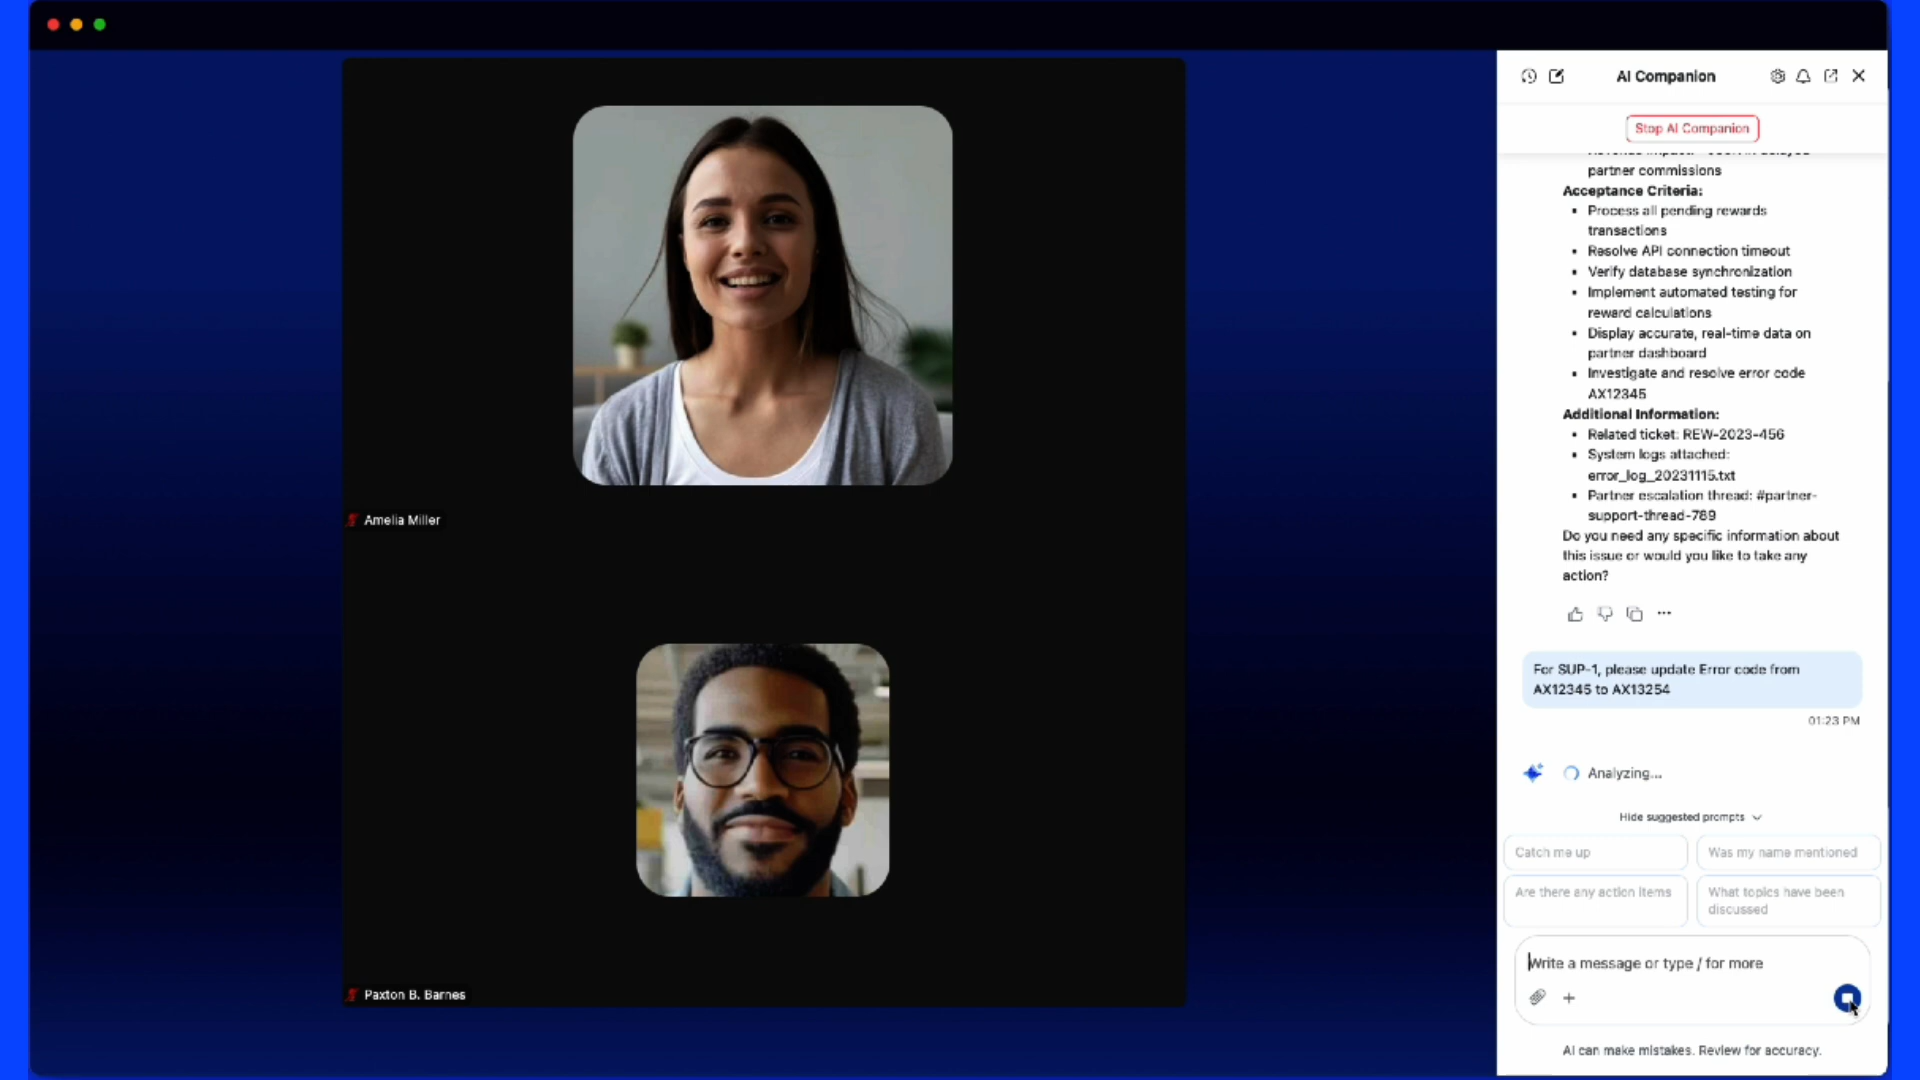 AI Companion
Stop AI Companion
partner commissions
Acceptance Criteria:
• Process all pending rewards
transactions
• Resolve API connection timeout
• Verify database synchronization
• Implement automated testing for
reward calculations
• Display accurate, real-time data on
partner dashboard
• Investigate and resolve error code
AX12345
Additional Information:
• Related ticket: REW-2023-456
• System logs attached:
error_log_20231115.txt
• Partner escalation thread: #partner-
support-thread-789
Do you need any specific information about
this issue or would you like to take any
action?
For SUP-1, please update Error code from
AX12345 to AX13254
01:23 PM
Analyzing...
Hide suggested prompts
Catch me up
Was my name mentioned
Are there any action items
What topics have been
discussed
Write a message or type / for more
AI can make mistakes. Review for accuracy.
Amelia Miller
Paxton B. Barnes